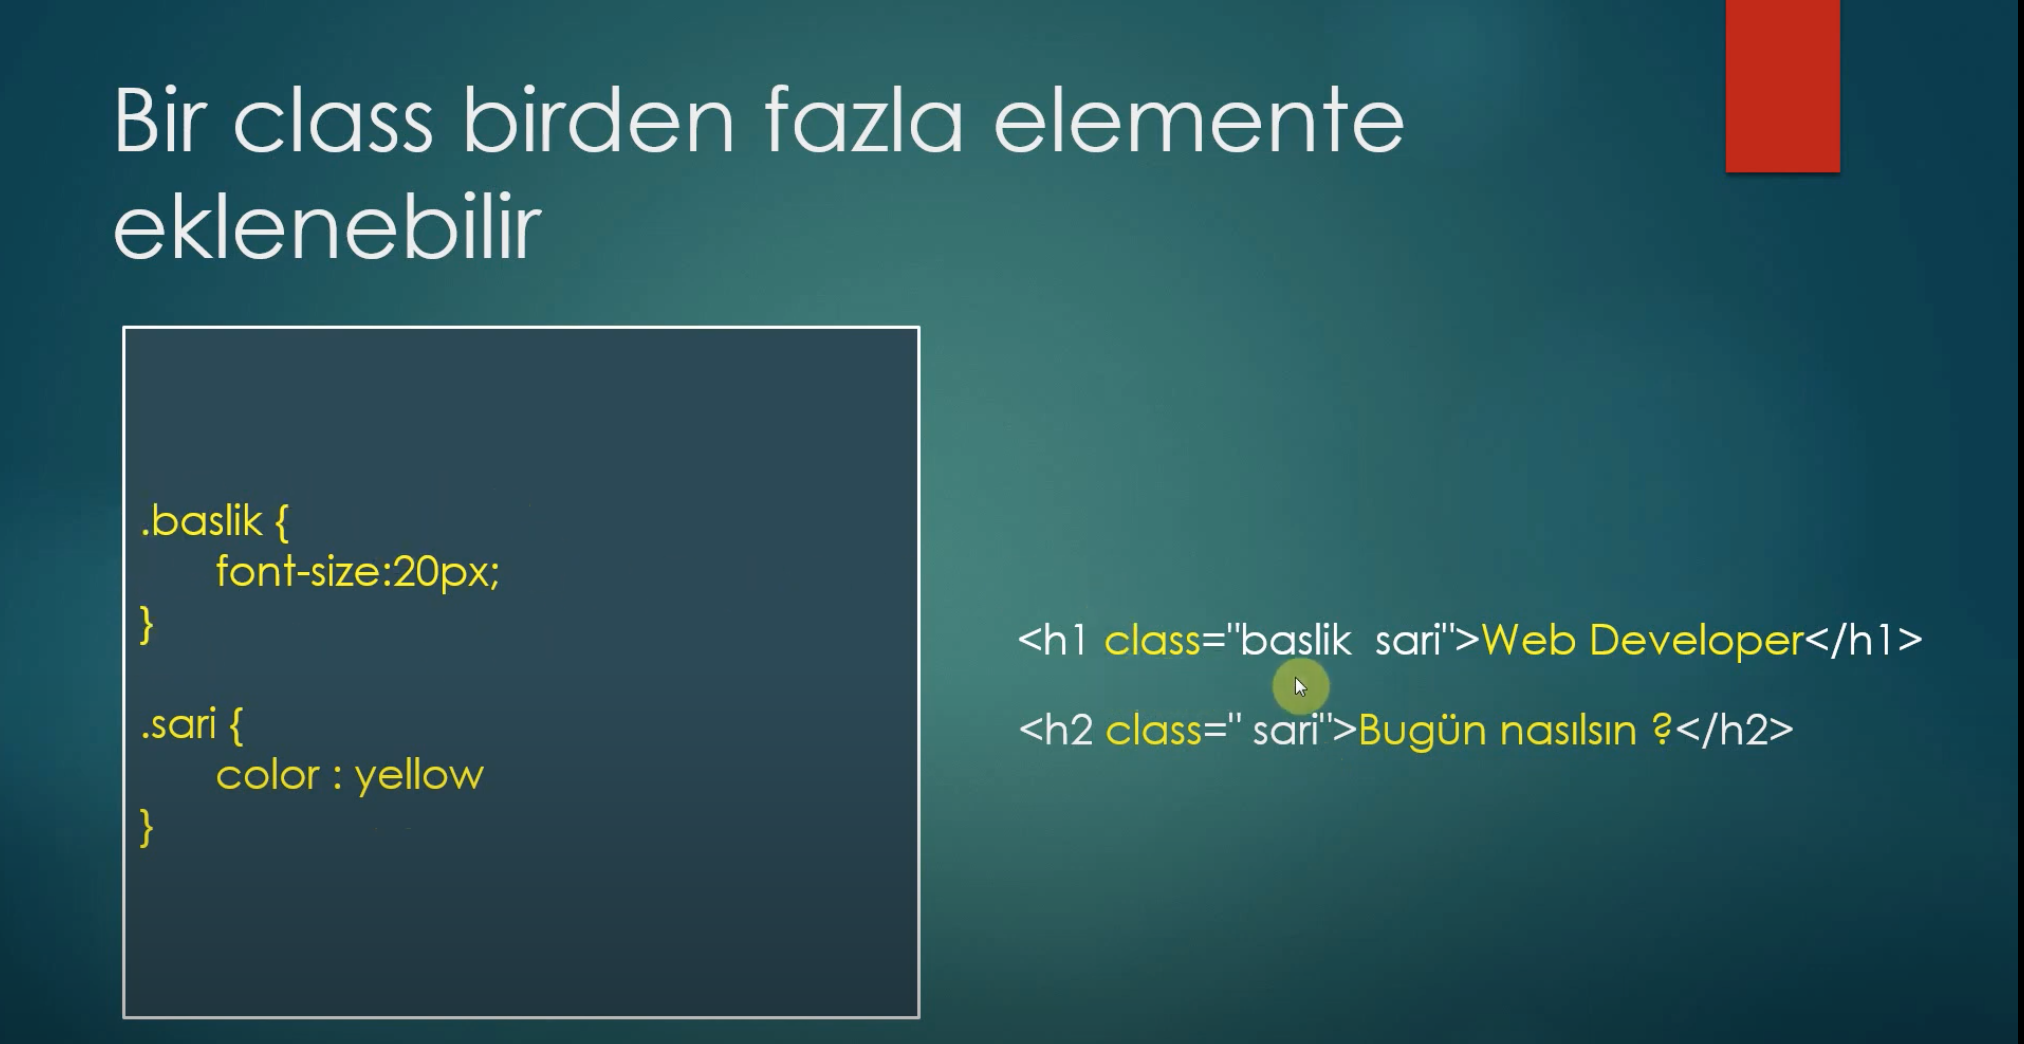 Bir class birden fazla elemente
eklenebilir
.baslik {
font-size:20px;
}
.sari {
color : yellow
}
<h1 class="baslik  sari">Web Developer</h1>
<h2 class=" sari">Bugün nasılsın ?</h2>